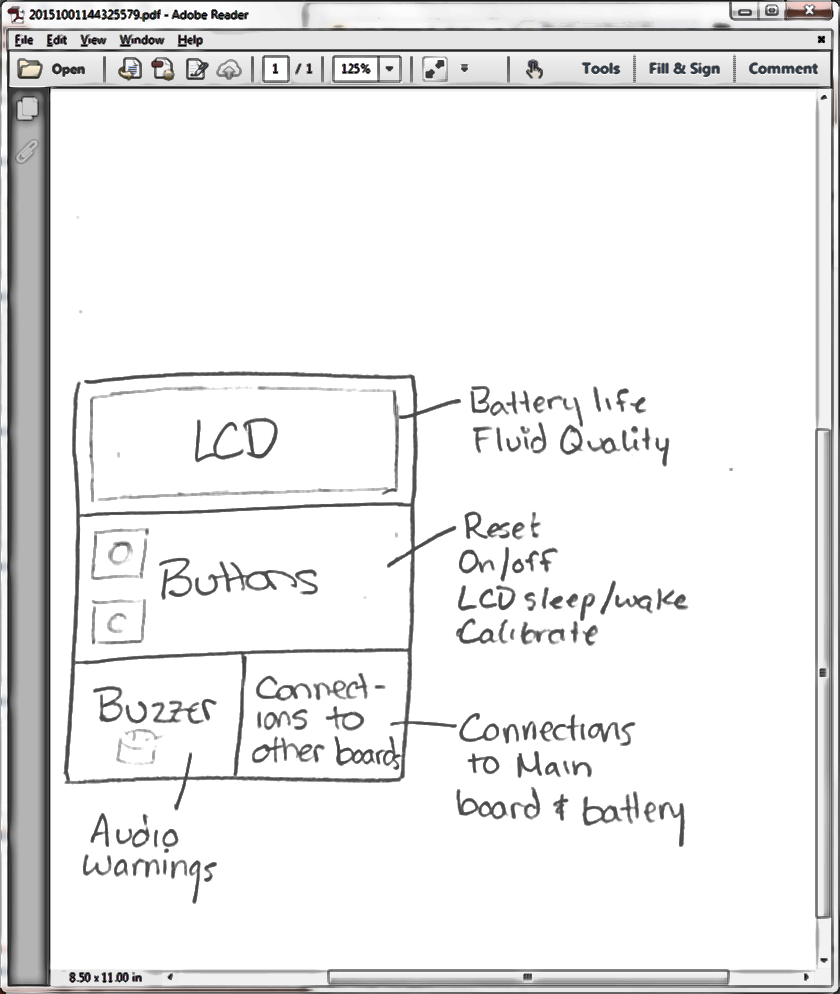 20151001144325579.pdf - Adobe Reader
File Edit View Window Help
Open 1 / 1 125% Tools Fill & Sign Comment
LCD
Battery life
Fluid Quality
O
Buttons
C
Reset
On/off
LCD sleep/wake
Calibrate
Buzzer
Connect-
ions to
other boards
Connections
to Main
board & battery
Audio
Warnings
8.50 x 11.00 in